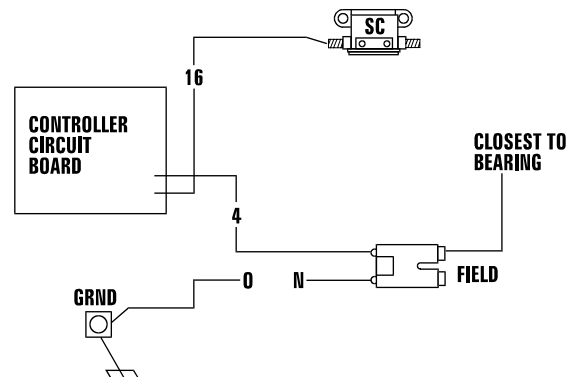 SC
16
CONTROLLER
CIRCUIT
BOARD
CLOSEST TO
BEARING
4
0 N
FIELD
GRND